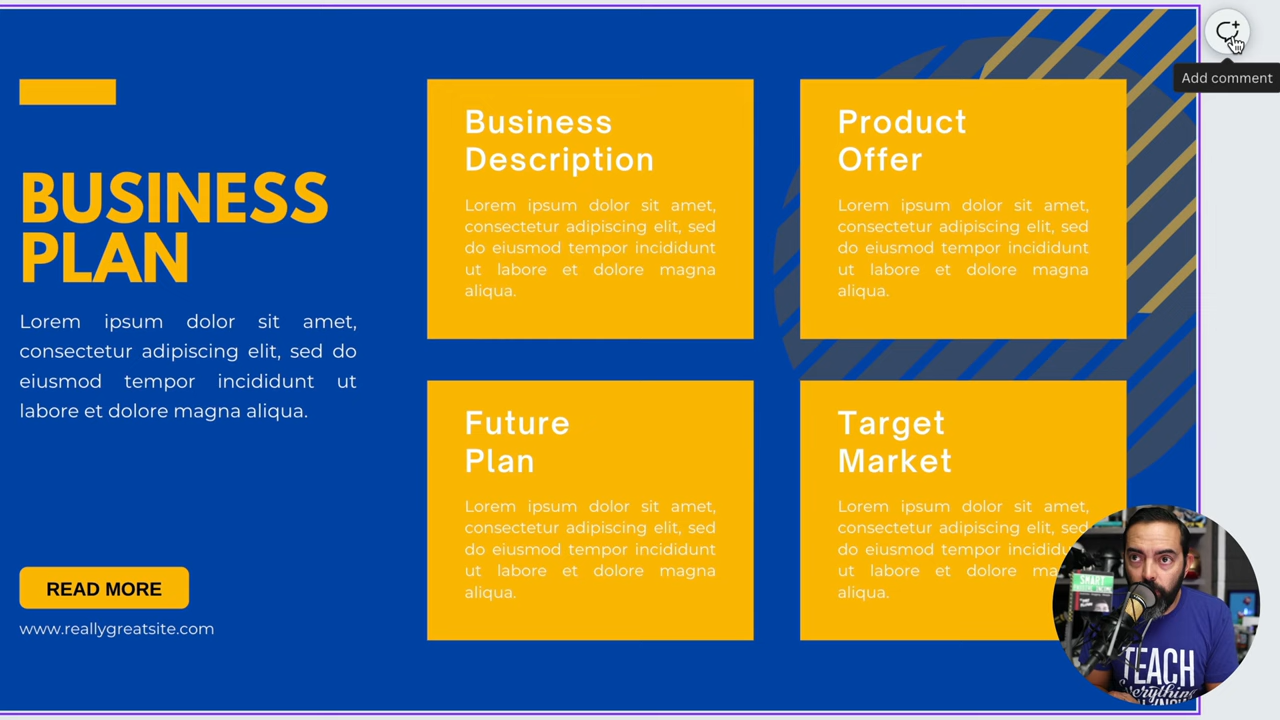 Add comment
BUSINESS
PLAN
Lorem ipsum dolor sit amet,
consectetur adipiscing elit, sed do
eiusmod tempor incididunt ut
labore et dolore magna aliqua.
READ MORE
www.reallygreatsite.com
Business
Description
Lorem ipsum dolor sit amet,
consectetur adipiscing elit, sed
do eiusmod tempor incididunt
ut labore et dolore magna
aliqua.
Product
Offer
Lorem ipsum dolor sit amet,
consectetur adipiscing elit, sed
do eiusmod tempor incididunt
ut labore et dolore magna
aliqua.
Future
Plan
Lorem ipsum dolor sit amet,
consectetur adipiscing elit, sed
do eiusmod tempor incididunt
ut labore et dolore magna
aliqua.
Target
Market
Lorem ipsum dolor sit amet,
consectetur adipiscing elit, sed
do eiusmod tempor
ut labore et dolore
aliqua.
SMART
TEACH
Everything